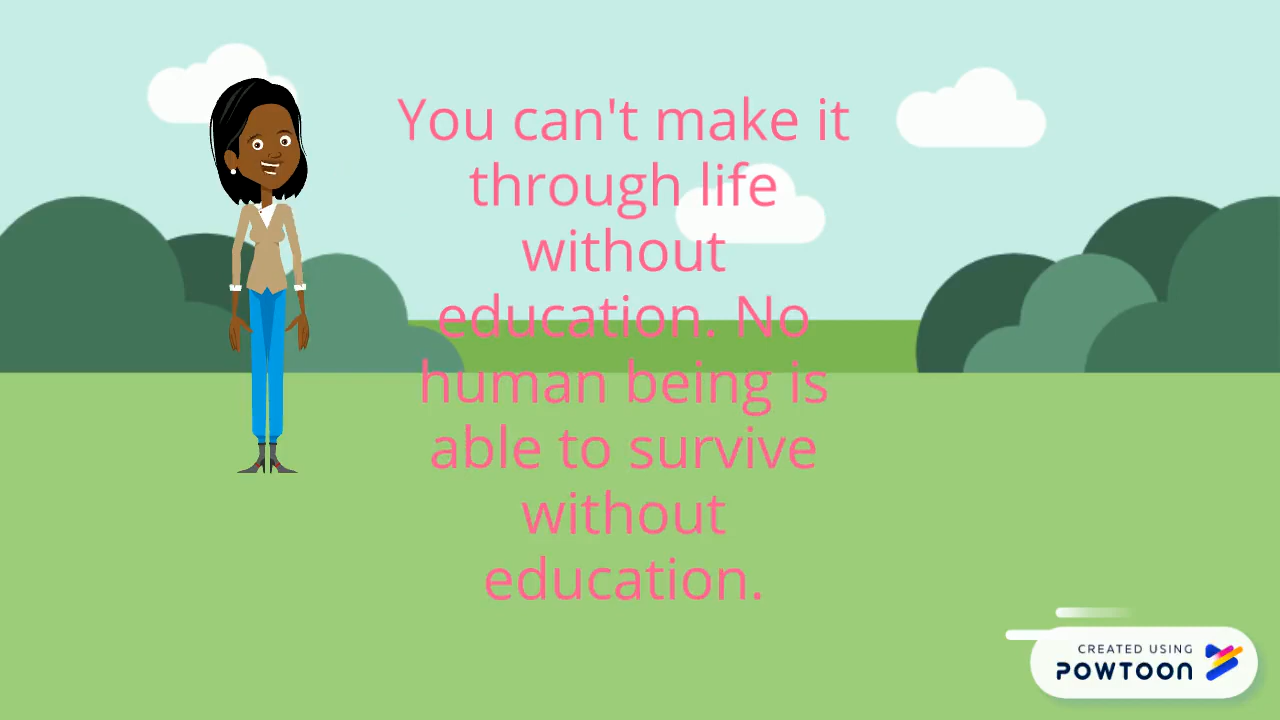 You can't make it
through life
without
education. No
human being is
able to survive
without
education.
CREATED USING
POWTOON